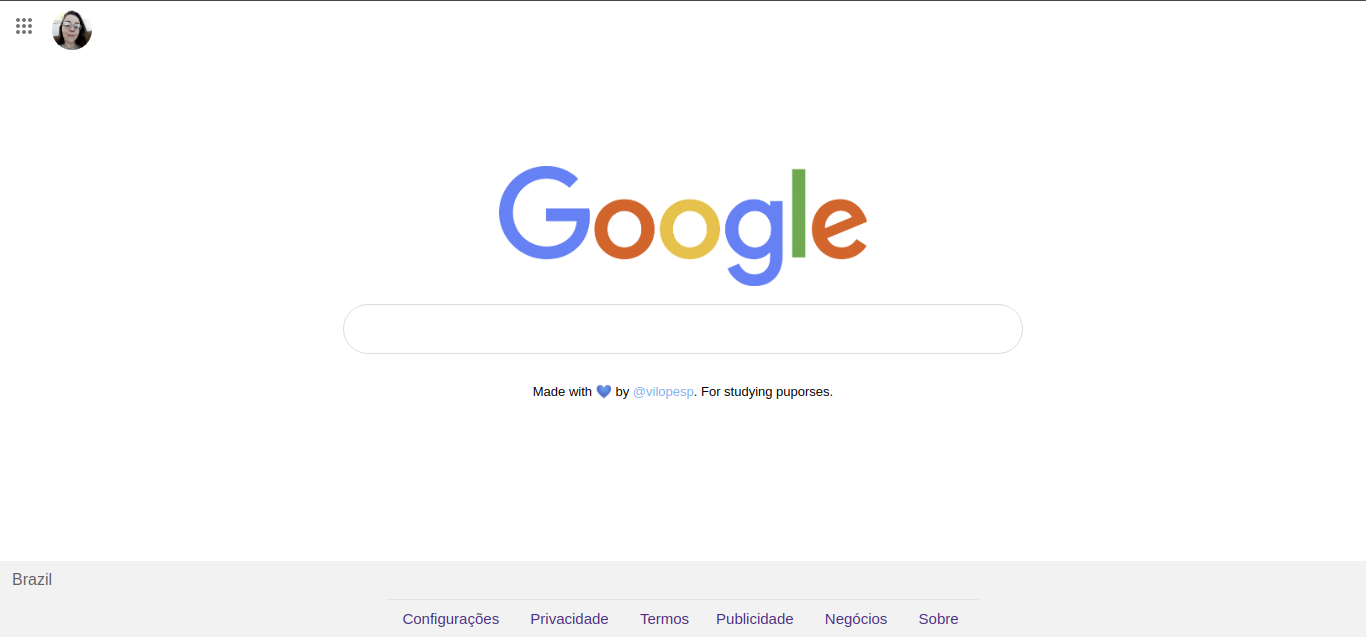 Google
Made with 💙 by @vilopesp. For studying puporses.
Brazil
Configurações Privacidade Termos Publicidade Negócios Sobre